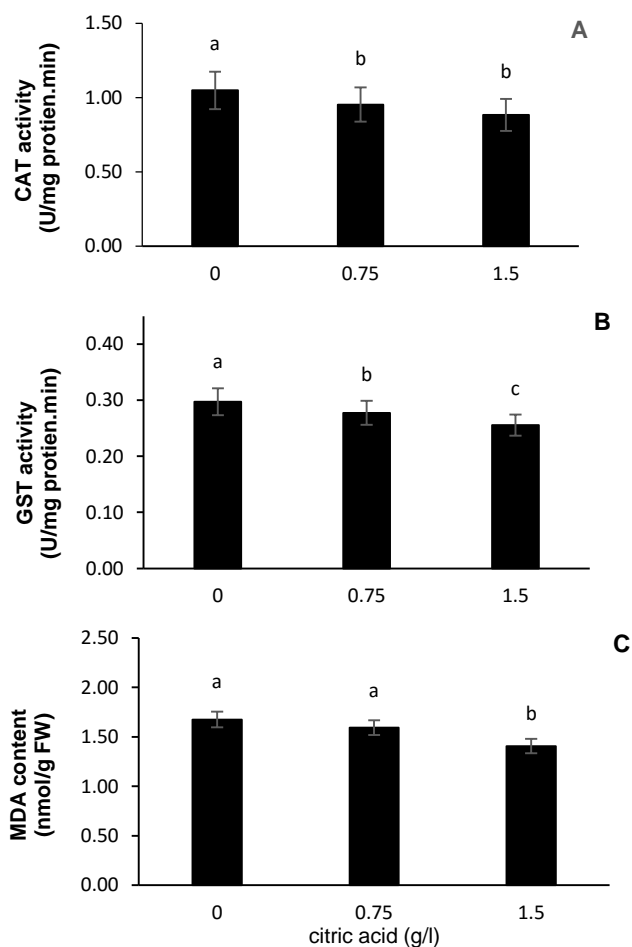 A
CAT activity
(U/mg protien.min)
1.50
1.00
0.50
0.00
a
b
b
0
0.75
1.5
B
GST activity
(U/mg protien.min)
0.40
0.30
0.20
0.10
0.00
a
b
c
0
0.75
1.5
C
MDA content
(nmol/g FW)
2.50
2.00
1.50
1.00
0.50
0.00
a
a
b
0
0.75
1.5
citric acid (g/l)